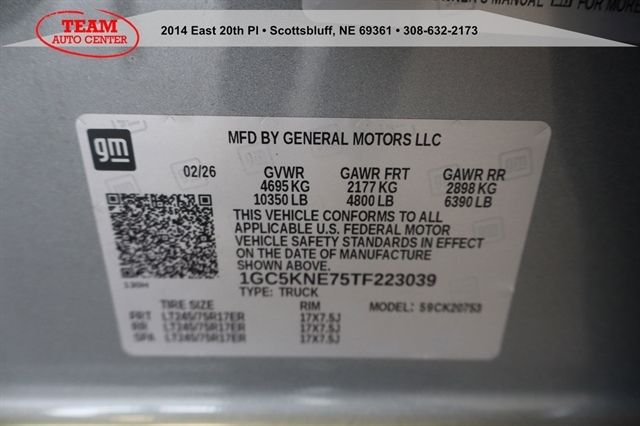 NER'S MANUAL
MORE
TEAM
AUTO CENTER
2014 East 20th Pl • Scottsbluff, NE 69361 • 308-632-2173
gm
MFD BY GENERAL MOTORS LLC
02/26 GVWR GAWR FRT GAWR RR
4695 KG 2177 KG 2898 KG
10350 LB 4800 LB 6390 LB
THIS VEHICLE CONFORMS TO ALL
APPLICABLE U.S. FEDERAL MOTOR
VEHICLE SAFETY STANDARDS IN EFFECT
ON THE DATE OF MANUFACTURE
SHOWN ABOVE.
1GC5KNE75TF223039
TYPE: TRUCK MODEL: S9CK20753
TIRE SIZE RIM
FRT LT245/75R17ER 17X7.5J
RR LT245/75R17ER 17X7.5J
SPA LT245/75R17ER 17X7.5J